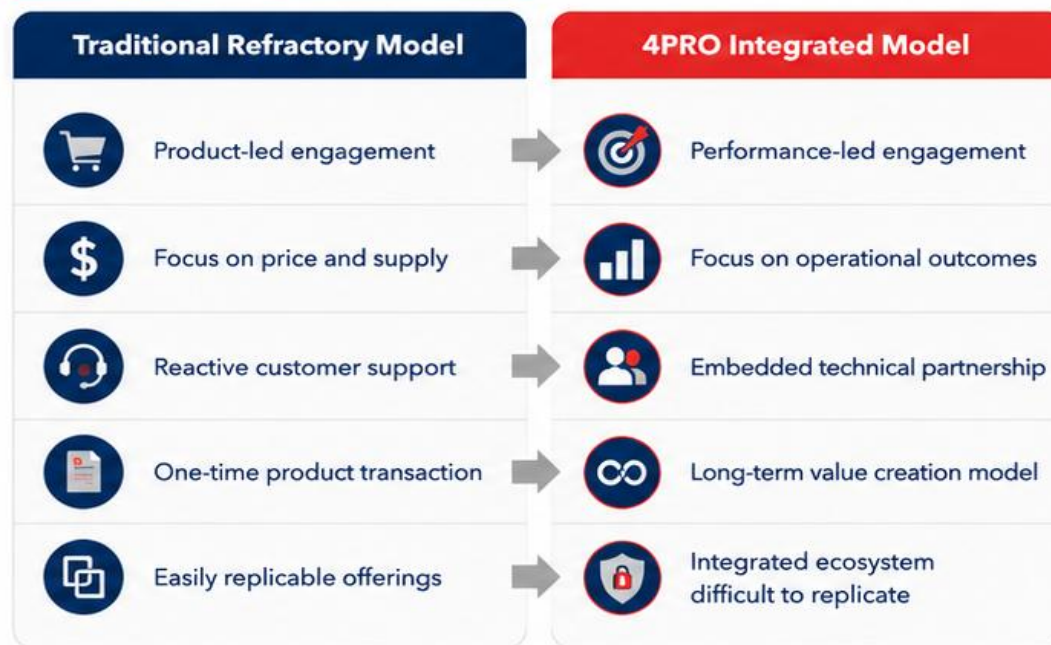 Traditional Refractory Model
4PRO Integrated Model
Product-led engagement
Performance-led engagement
Focus on price and supply
Focus on operational outcomes
Reactive customer support
Embedded technical partnership
One-time product transaction
Long-term value creation model
Easily replicable offerings
Integrated ecosystem
difficult to replicate